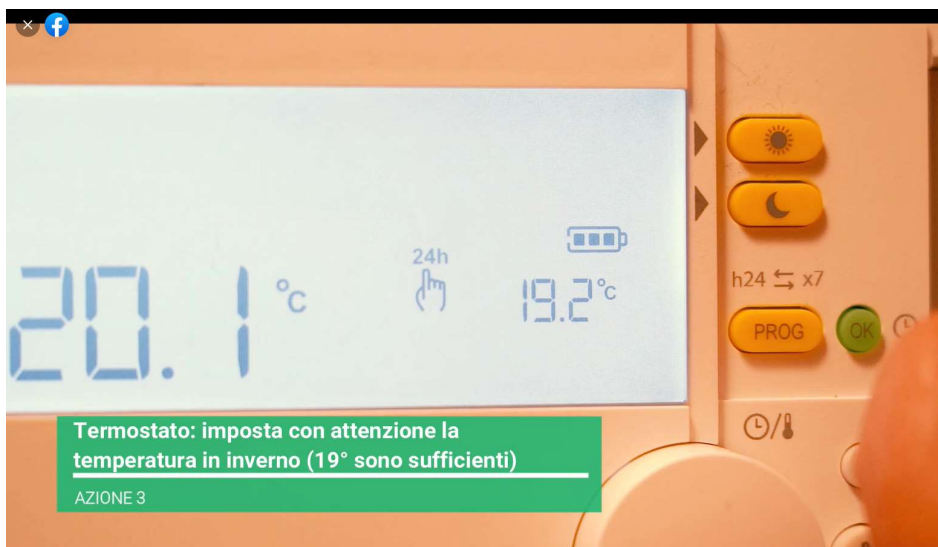 24h
20.1 °C
19.2 °C
h24 x7
PROG
OK
Termostato: imposta con attenzione la
temperatura in inverno (19° sono sufficienti)
AZIONE 3